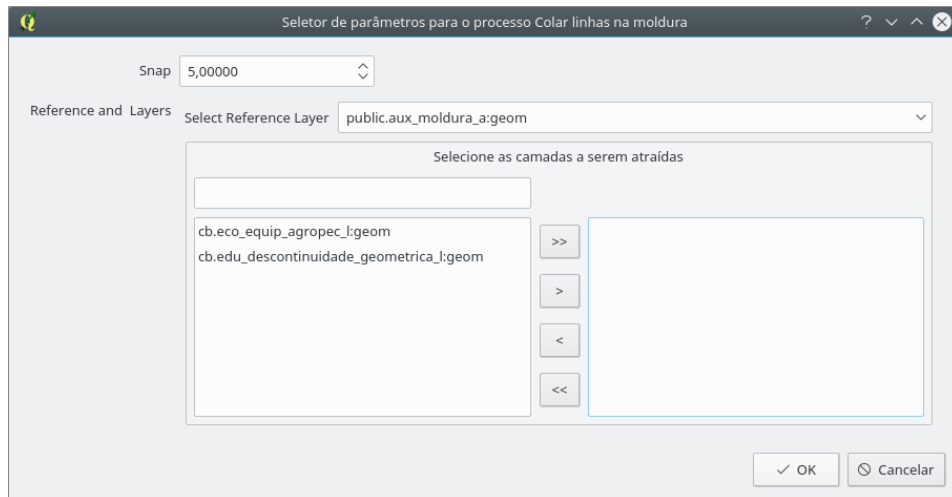 Seletor de parâmetros para o processo Colar linhas na moldura
Snap 5,00000
Reference and Layers
Select Reference Layer public.aux_moldura_a:geom
Selecione as camadas a serem atraídas
cb.eco_equip_agropec_l:geom
cb.edu_descontinuidade_geometrica_l:geom
>>
>
<
<<
OK Cancelar